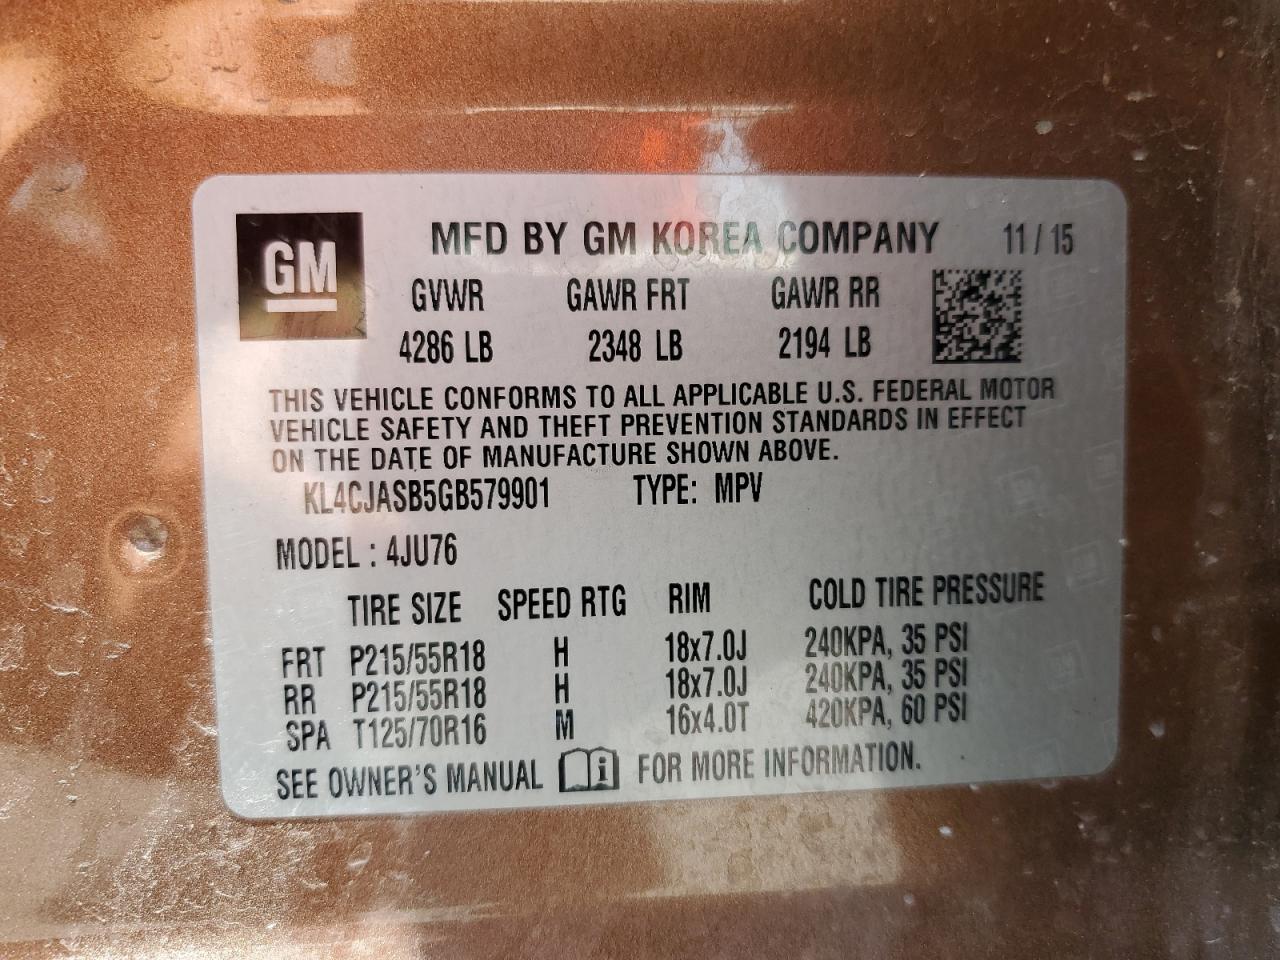 GM
MFD BY GM KOREA COMPANY 11/15
GVWR GAWR FRT GAWR RR
4286 LB 2348 LB 2194 LB
THIS VEHICLE CONFORMS TO ALL APPLICABLE U.S. FEDERAL MOTOR
VEHICLE SAFETY AND THEFT PREVENTION STANDARDS IN EFFECT
ON THE DATE OF MANUFACTURE SHOWN ABOVE.
KL4CJASB5GB579901 TYPE: MPV
MODEL : 4JU76
TIRE SIZE SPEED RTG RIM COLD TIRE PRESSURE
FRT P215/55R18 H 18x7.0J 240KPA, 35 PSI
RR P215/55R18 H 18x7.0J 240KPA, 35 PSI
SPA T125/70R16 M 16x4.0T 420KPA, 60 PSI
SEE OWNER'S MANUAL i FOR MORE INFORMATION.